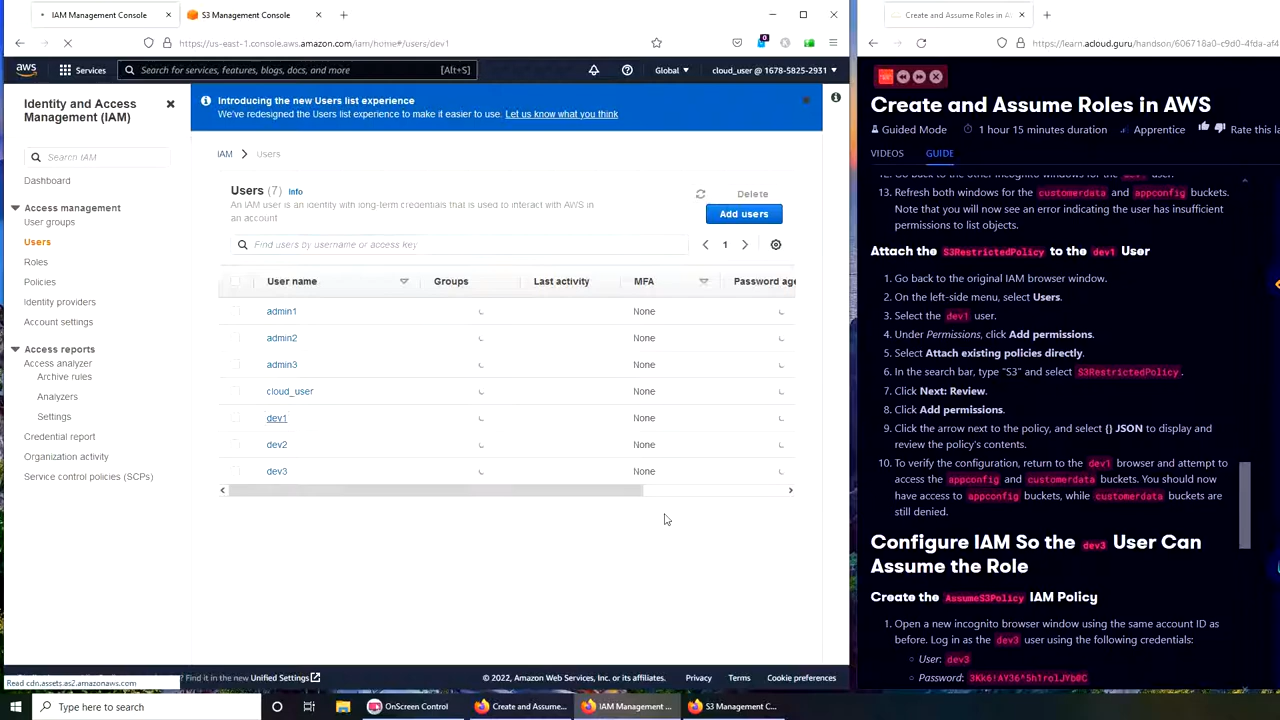 IAM Management Console
S3 Management Console
Create and Assume Roles in A
https://us-east-1.console.aws.amazon.com/iam/home#/users/dev1
https://learn.acloud.guru/handson/606718a0-c9d0-4fda-af4
aws
Services
Search for services, features, blogs, docs, and more
[Alt+S]
Global
cloud_user @ 1678-5825-2931
Identity and Access
Management (IAM)
Search IAM
Dashboard
Access management
User groups
Users
Roles
Policies
Identity providers
Account settings
Access reports
Access analyzer
Archive rules
Analyzers
Settings
Credential report
Organization activity
Service control policies (SCPs)
Introducing the new Users list experience
We've redesigned the Users list experience to make it easier to use. Let us know what you think
IAM
Users
Users (7) Info
An IAM user is an identity with long-term credentials that is used to interact with AWS in
an account
Delete
Add users
Find users by username or access key
1
User name
Groups
Last activity
MFA
Password age
admin1
None
admin2
None
admin3
None
cloud_user
None
dev1
None
dev2
None
dev3
None
Read cdn.assets.as2.amazonaws.com
? Find it in the new Unified Settings
© 2022, Amazon Web Services, Inc. or its affiliates.
Privacy
Terms
Cookie preferences
Create and Assume Roles in AWS
Guided Mode
1 hour 15 minutes duration
Apprentice
Rate this la
VIDEOS
GUIDE
12. Go back to the other incognito windows for the dev1 user.
13. Refresh both windows for the customerdata and appconfig buckets.
Note that you will now see an error indicating the user has insufficient
permissions to list objects.
Attach the S3RestrictedPolicy to the dev1 User
1. Go back to the original IAM browser window.
2. On the left-side menu, select Users.
3. Select the dev1 user.
4. Under Permissions, click Add permissions.
5. Select Attach existing policies directly.
6. In the search bar, type "S3" and select S3RestrictedPolicy.
7. Click Next: Review.
8. Click Add permissions.
9. Click the arrow next to the policy, and select {} JSON to display and
review the policy's contents.
10. To verify the configuration, return to the dev1 browser and attempt to
access the appconfig and customerdata buckets. You should now
have access to appconfig buckets, while customerdata buckets are
still denied.
Configure IAM So the dev3 User Can
Assume the Role
Create the AssumeS3Policy IAM Policy
1. Open a new incognito browser window using the same account ID as
before. Log in as the dev3 user using the following credentials:
User: dev3
Password: 3Kk6!AY36^5h1rolJYb@C
Type here to search
OnScreen Control
Create and Assume...
IAM Management ...
S3 Management C...